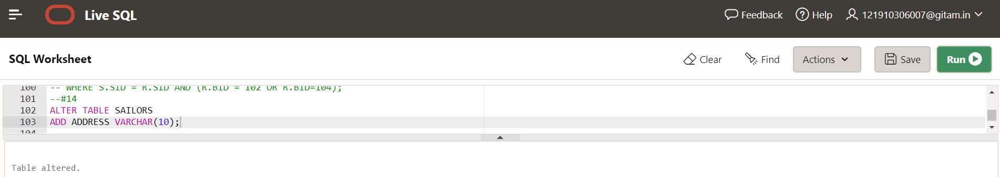 Live SQL
Feedback
Help
121910306007@gitam.in
SQL Worksheet
Clear
Find
Actions
Save
Run
100 -- WHERE S.SID = R.SID AND (R.BID = 102 OR R.BID=104);
101 --#14
102 ALTER TABLE SAILORS
103 ADD ADDRESS VARCHAR(10);
104
Table altered.